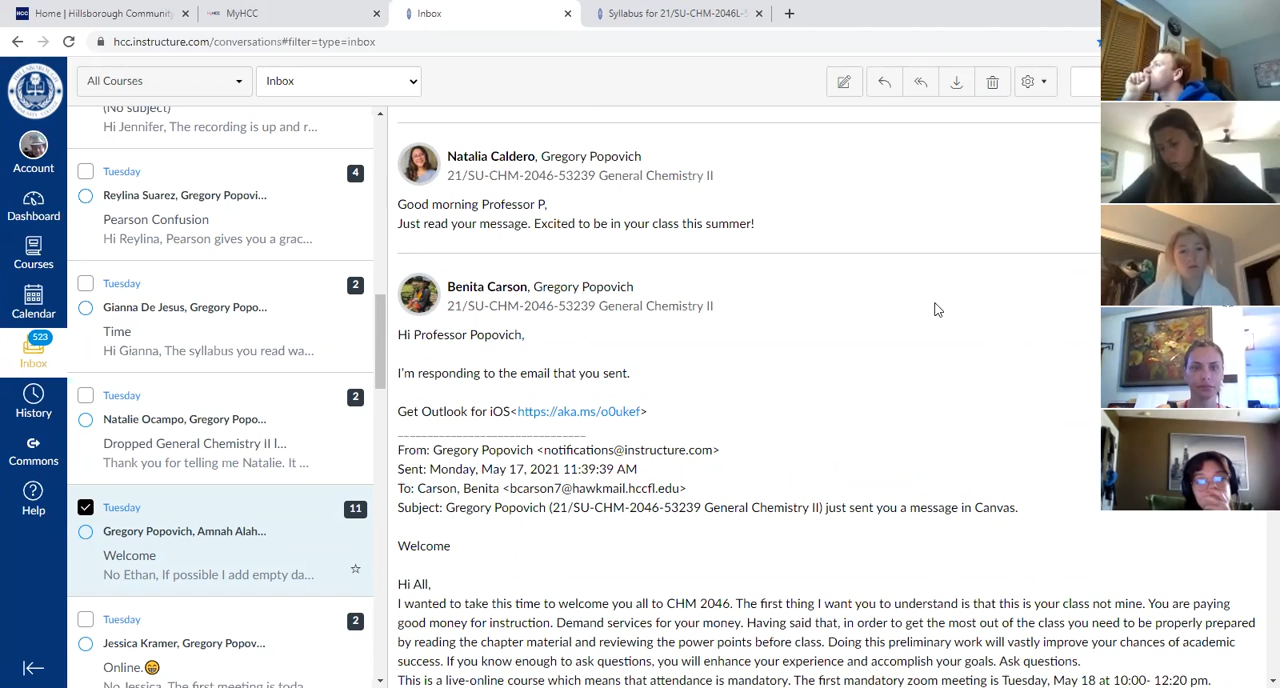 Home | Hillsborough Community
MyHCC
Inbox
Syllabus for 21/SU-CHM-2046L-5
hcc.instructure.com/conversations#filter=type=inbox
All Courses
Inbox
Account
Dashboard
Courses
Calendar
523
Inbox
History
Commons
Help
(No subject)
Hi Jennifer, The recording is up and r...
Tuesday
4
Reylina Suarez, Gregory Popovi...
Pearson Confusion
Hi Reylina, Pearson gives you a grac...
Tuesday
2
Gianna De Jesus, Gregory Popo...
Time
Hi Gianna, The syllabus you read wa...
Tuesday
2
Natalie Ocampo, Gregory Popo...
Dropped General Chemistry II l...
Thank you for telling me Natalie. It ...
Tuesday
11
Gregory Popovich, Amnah Alah...
Welcome
No Ethan, If possible I add empty da...
Tuesday
2
Jessica Kramer, Gregory Popov...
Online.😄
No Jessica, The first meeting is toda
Natalia Caldero, Gregory Popovich
21/SU-CHM-2046-53239 General Chemistry II
Good morning Professor P,
Just read your message. Excited to be in your class this summer!
Benita Carson, Gregory Popovich
21/SU-CHM-2046-53239 General Chemistry II
Hi Professor Popovich,
I'm responding to the email that you sent.
Get Outlook for iOS<https://aka.ms/o0ukef>
________________________________
From: Gregory Popovich <notifications@instructure.com>
Sent: Monday, May 17, 2021 11:39:39 AM
To: Carson, Benita <bcarson7@hawkmail.hccfl.edu>
Subject: Gregory Popovich (21/SU-CHM-2046-53239 General Chemistry II) just sent you a message in Canvas.
Welcome
Hi All,
I wanted to take this time to welcome you all to CHM 2046. The first thing I want you to understand is that this is your class not mine. You are paying
good money for instruction. Demand services for your money. Having said that, in order to get the most out of the class you need to be properly prepared
by reading the chapter material and reviewing the power points before class. Doing this preliminary work will vastly improve your chances of academic
success. If you know enough to ask questions, you will enhance your experience and accomplish your goals. Ask questions.
This is a live-online course which means that attendance is mandatory. The first mandatory zoom meeting is Tuesday, May 18 at 10:00- 12:20 pm.